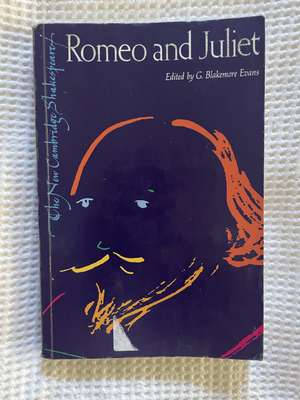 Romeo and Juliet
Edited by G. Blakemore Evans
The New Cambridge Shakespeare